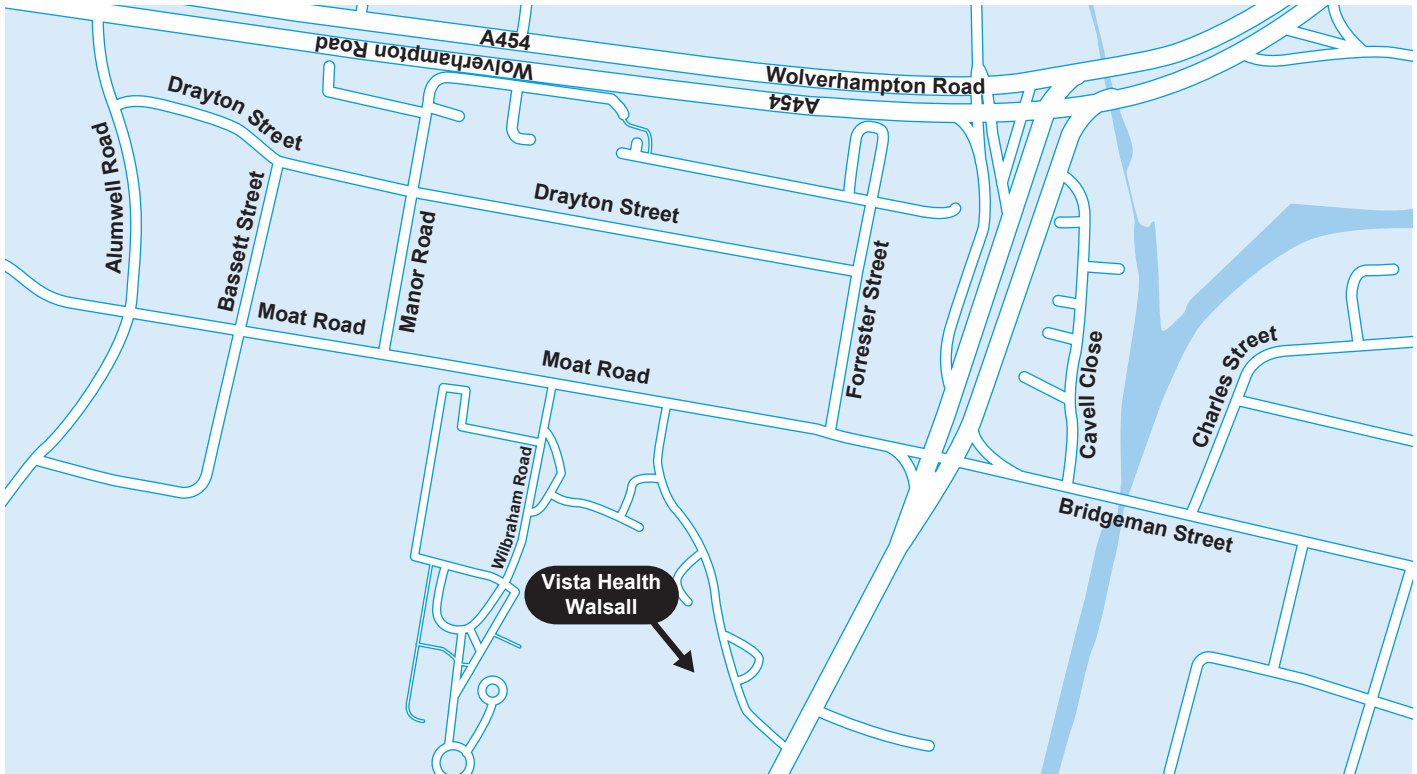 A454
Wolverhampton Road
Wolverhampton Road
A454
Drayton Street
Alumwell Road
Bassett Street
Drayton Street
Manor Road
Forrester Street
Moat Road
Moat Road
Cavell Close
Charles Street
Wilbraham Road
Bridgeman Street
Vista Health
Walsall